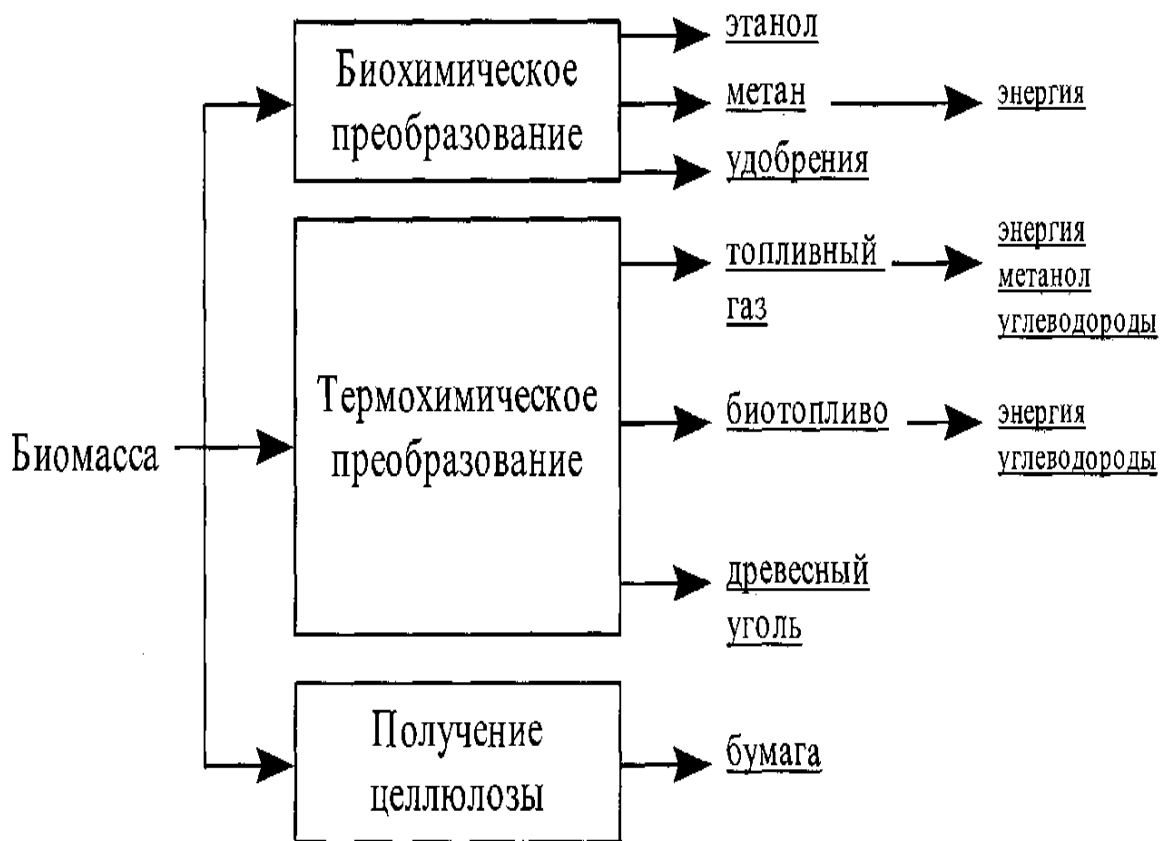 Биомасса
Биохимическое
преобразование
этанол
метан
энергия
удобрения
Термохимическое
преобразование
топливный
газ
энергия
метанол
углеводороды
биотопливо
энергия
углеводороды
древесный
уголь
Получение
целлюлозы
бумага